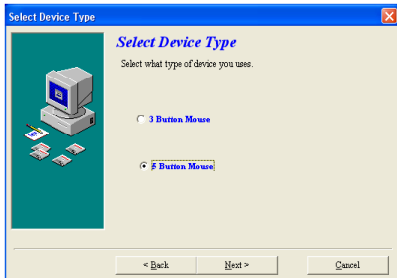 Select Device Type
Select Device Type
Select what type of device you uses.
3 Button Mouse
5 Button Mouse
< Back
Next >
Cancel